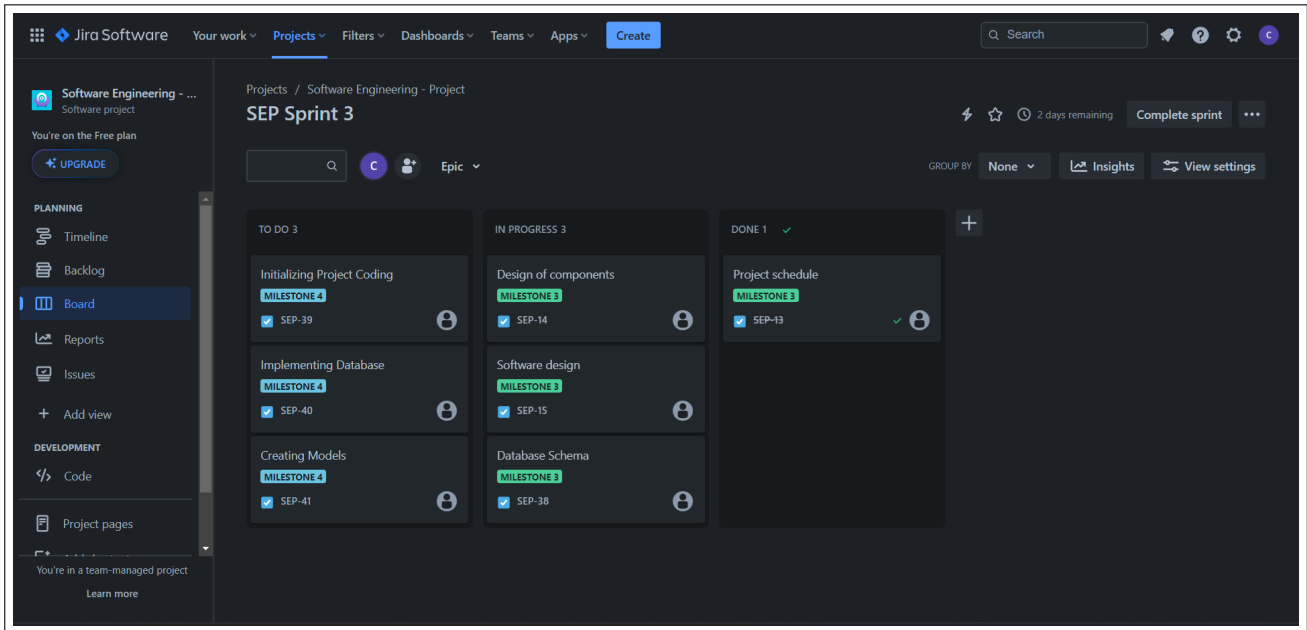 Jira Software Your work Projects Filters Dashboards Teams Apps Create Search C
Software Engineering - ...
Software project
You're on the Free plan
UPGRADE
PLANNING
Timeline
Backlog
Board
Reports
Issues
Add view
DEVELOPMENT
Code
Project pages
You're in a team-managed project
Learn more
Projects / Software Engineering - Project
SEP Sprint 3
2 days remaining Complete sprint
C Epic GROUP BY None Insights View settings
TO DO 3
Initializing Project Coding
MILESTONE 4
SEP-39
Implementing Database
MILESTONE 4
SEP-40
Creating Models
MILESTONE 4
SEP-41
IN PROGRESS 3
Design of components
MILESTONE 3
SEP-14
Software design
MILESTONE 3
SEP-15
Database Schema
MILESTONE 3
SEP-38
DONE 1
Project schedule
MILESTONE 3
SEP-13